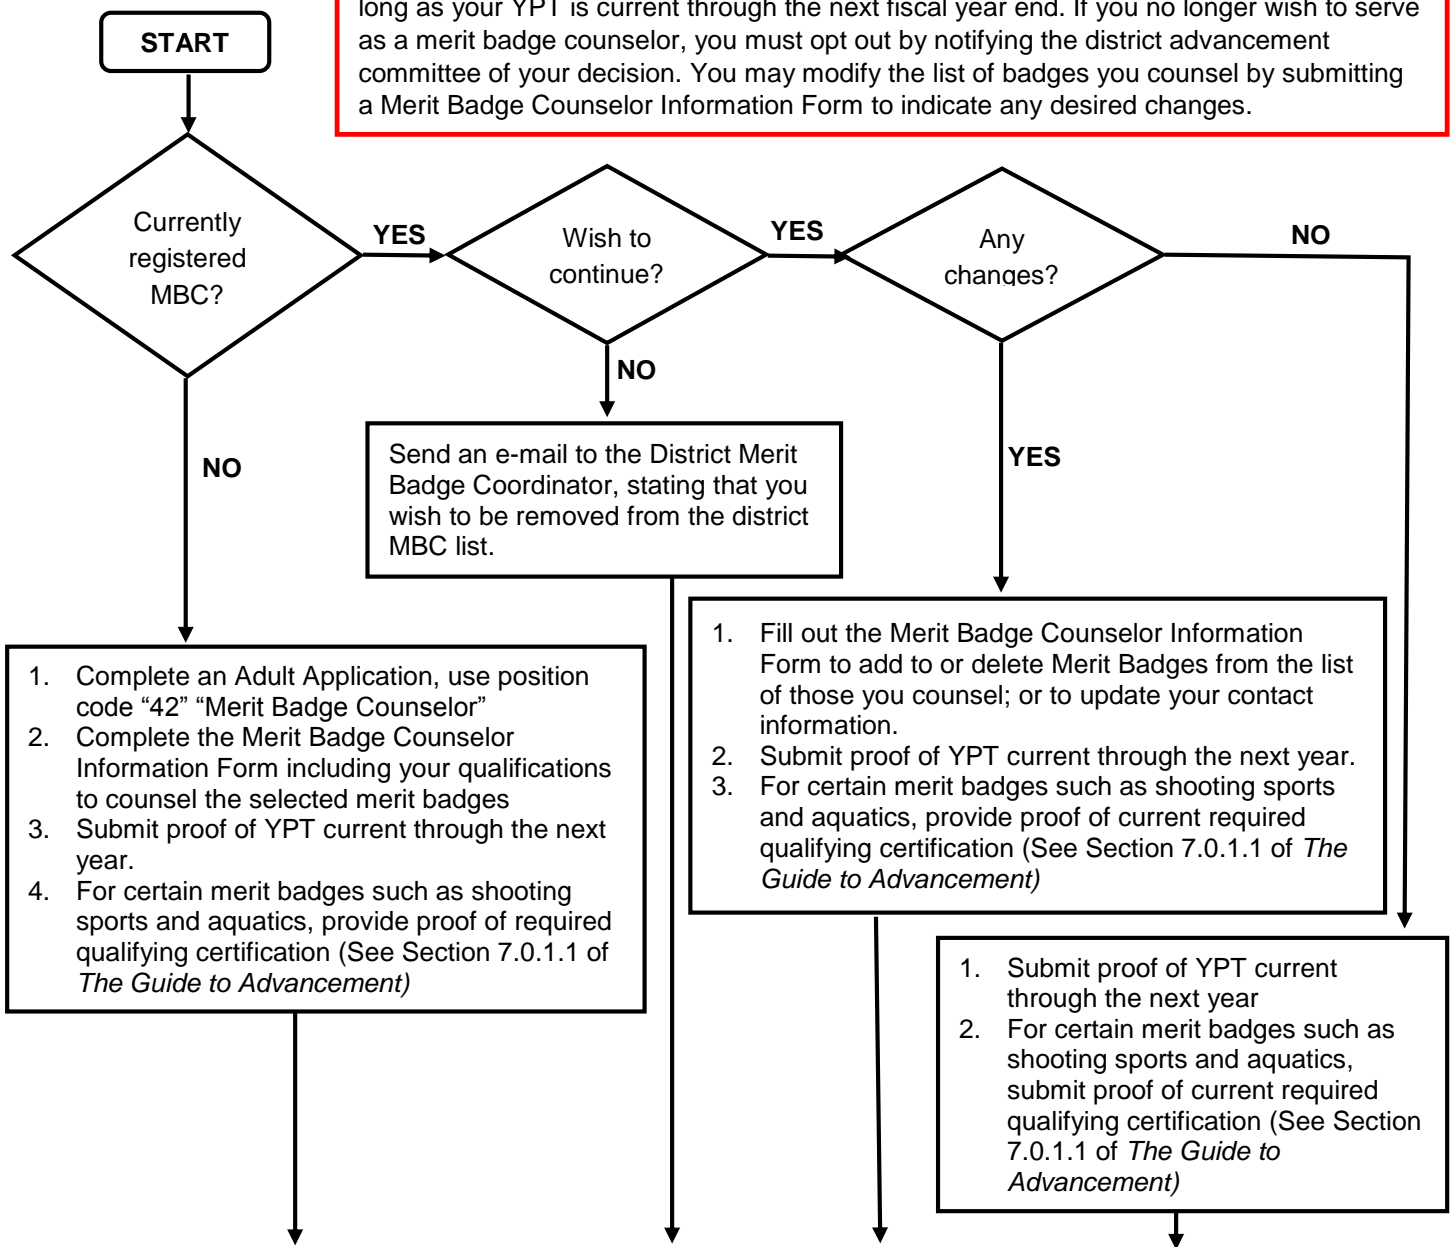 long as your YPT is current through the next fiscal year end. If you no longer wish to serve
as a merit badge counselor, you must opt out by notifying the district advancement
committee of your decision. You may modify the list of badges you counsel by submitting
a Merit Badge Counselor Information Form to indicate any desired changes.
START
Currently
registered
MBC?
YES
Wish to
continue?
YES
Any
changes?
NO
NO
NO
YES
Send an e-mail to the District Merit
Badge Coordinator, stating that you
wish to be removed from the district
MBC list.
1. Complete an Adult Application, use position
code “42” “Merit Badge Counselor”
2. Complete the Merit Badge Counselor
Information Form including your qualifications
to counsel the selected merit badges
3. Submit proof of YPT current through the next
year.
4. For certain merit badges such as shooting
sports and aquatics, provide proof of required
qualifying certification (See Section 7.0.1.1 of
The Guide to Advancement)
1. Fill out the Merit Badge Counselor Information
Form to add to or delete Merit Badges from the list
of those you counsel; or to update your contact
information.
2. Submit proof of YPT current through the next year.
3. For certain merit badges such as shooting sports
and aquatics, provide proof of current required
qualifying certification (See Section 7.0.1.1 of The
Guide to Advancement)
1. Submit proof of YPT current
through the next year
2. For certain merit badges such as
shooting sports and aquatics,
submit proof of current required
qualifying certification (See Section
7.0.1.1 of The Guide to
Advancement)